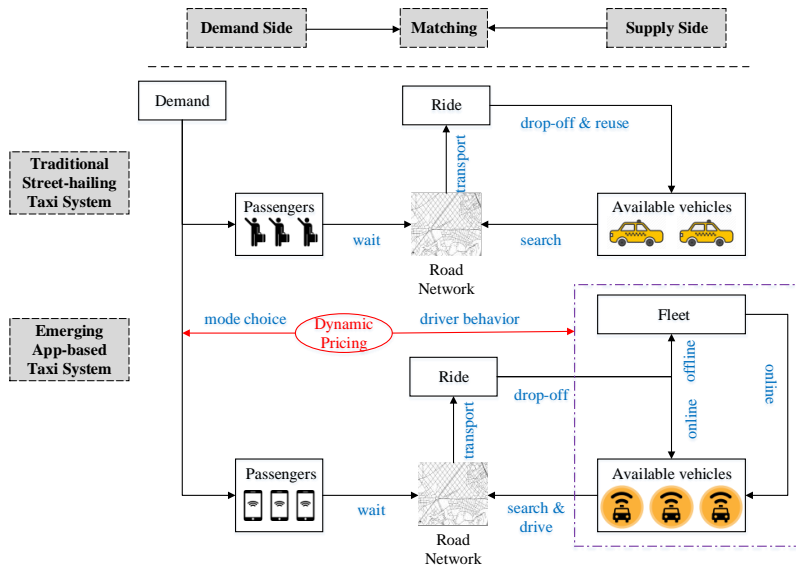 Demand Side
Matching
Supply Side
Demand
Ride
drop-off & reuse
transport
Traditional
Street-hailing
Taxi System
Passengers
wait
search
Available vehicles
Road
Network
Emerging
App-based
Taxi System
mode choice
Dynamic
Pricing
driver behavior
Fleet
offline
online
online
Ride
drop-off
transport
Passengers
wait
search &
drive
Available vehicles
Road
Network